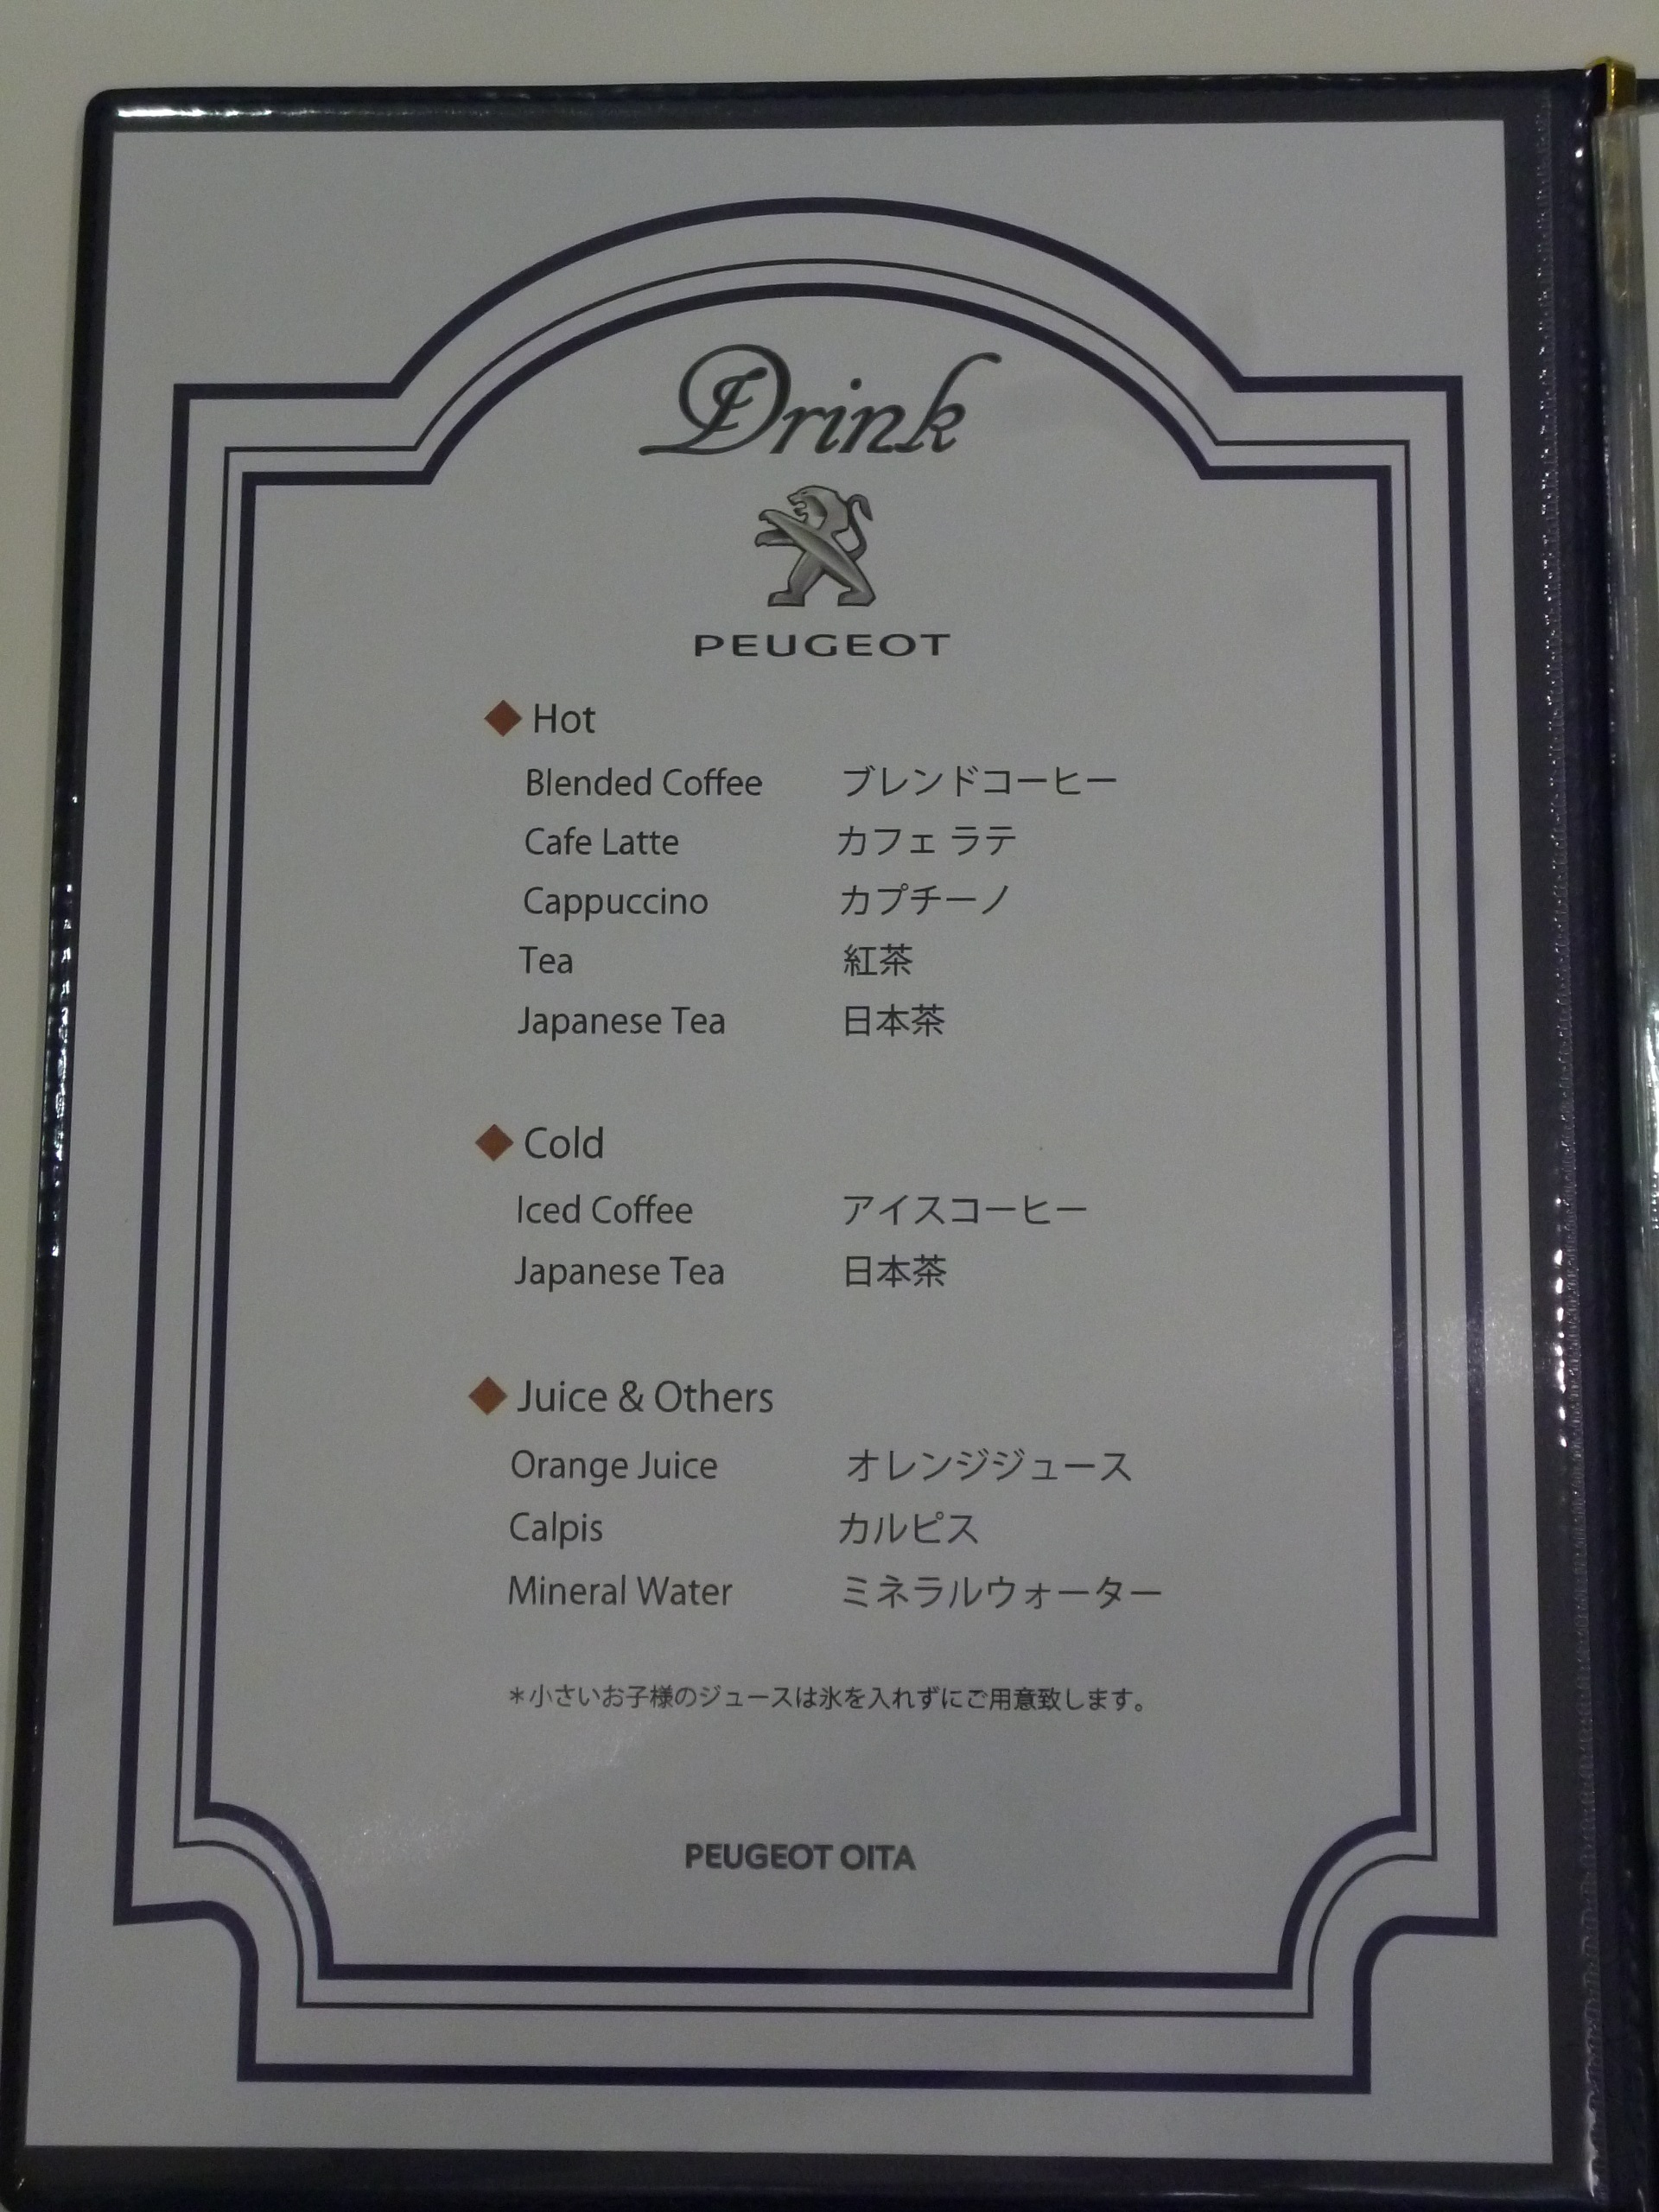 Drink
PEUGEOT
◆ Hot
Blended Coffee ブレンドコーヒー
Cafe Latte カフェ ラテ
Cappuccino カプチーノ
Tea 紅茶
Japanese Tea 日本茶
◆ Cold
Iced Coffee アイスコーヒー
Japanese Tea 日本茶
◆ Juice & Others
Orange Juice オレンジジュース
Calpis カルピス
Mineral Water ミネラルウォーター
＊小さいお子様のジュースは氷を入れずにご用意致します。
PEUGEOT OITA